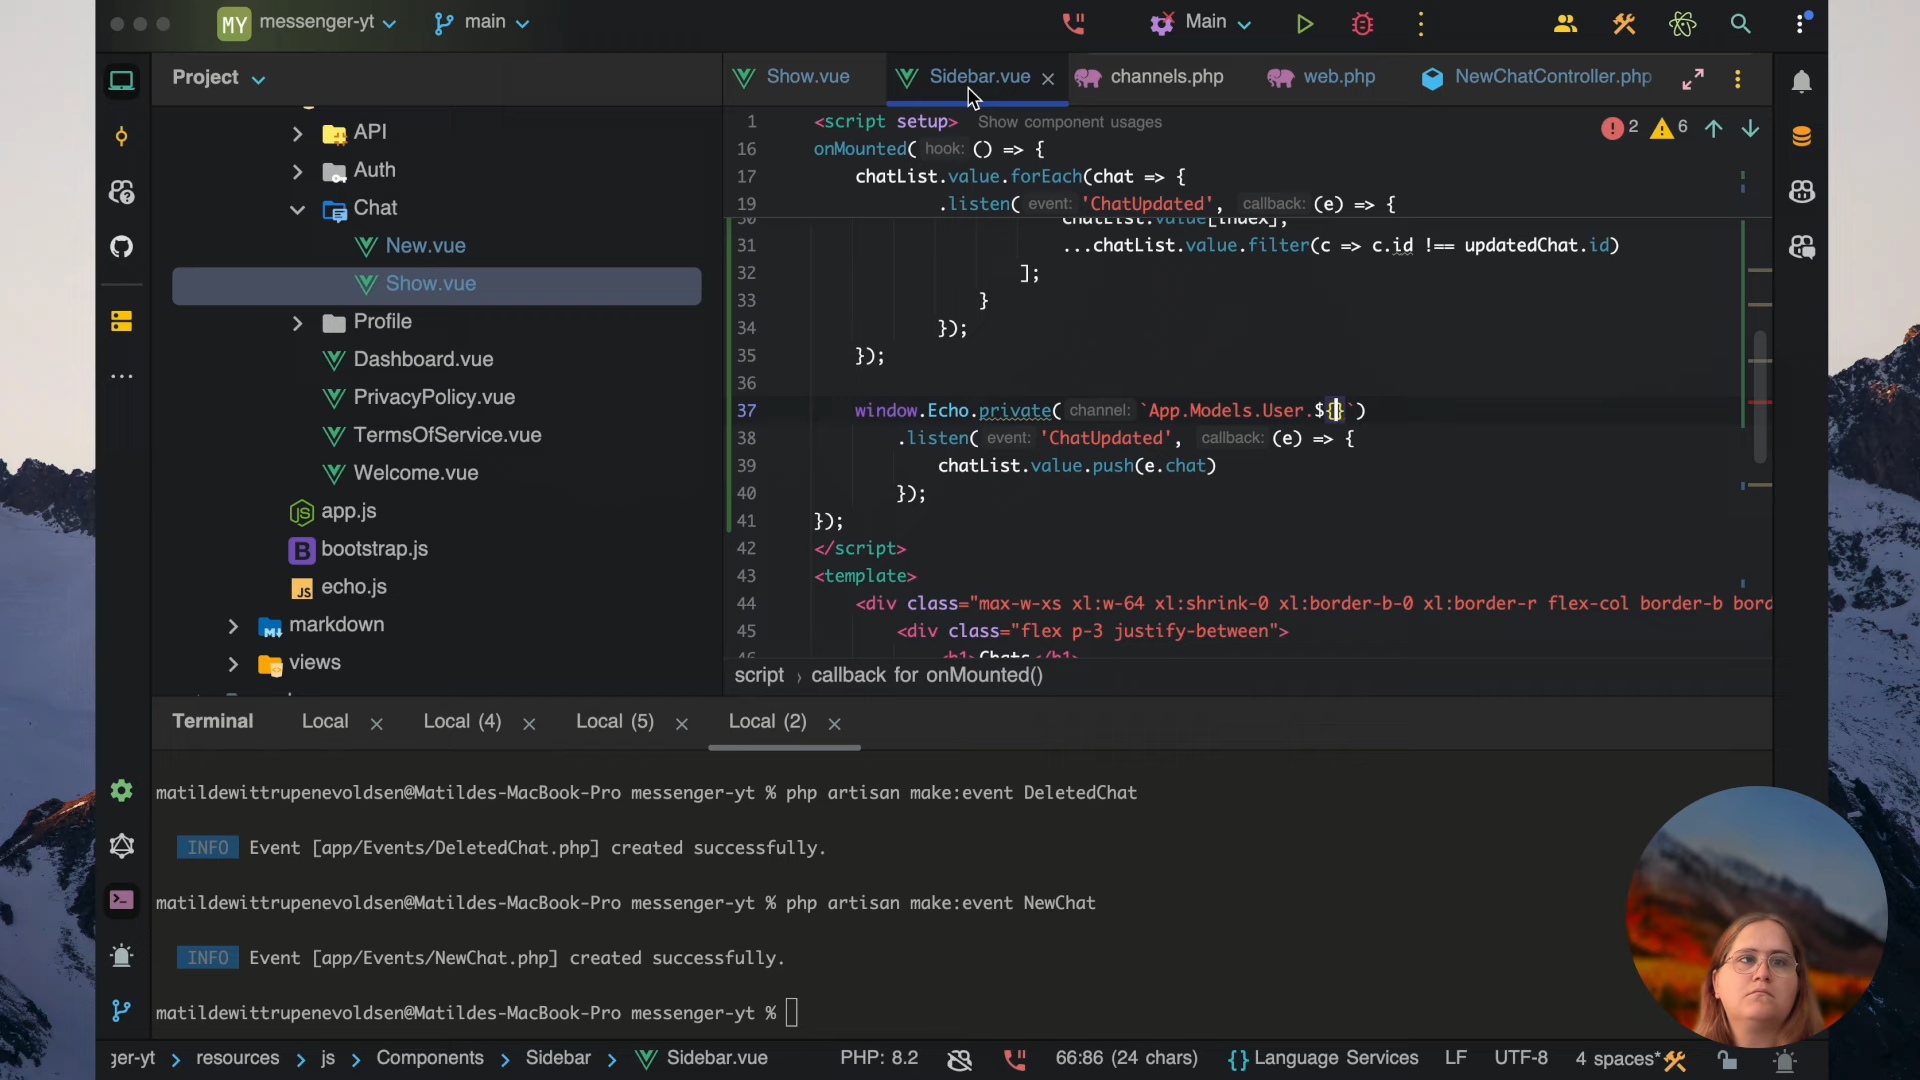 MY messenger-yt main Main
Project
Show.vue Sidebar.vue channels.php web.php NewChatController.php
API
Auth
Chat
New.vue
Show.vue
Profile
Dashboard.vue
PrivacyPolicy.vue
TermsOfService.vue
Welcome.vue
app.js
bootstrap.js
echo.js
markdown
views
2 6
1 <script setup> Show component usages
16 onMounted( hook: () => {
17 chatList.value.forEach(chat => {
19 .listen( event: 'ChatUpdated', callback: (e) => {
30 chatList.value[index],
31 ...chatList.value.filter(c => c.id !== updatedChat.id)
32 ];
33 }
34 });
35 });
36
37 window.Echo.private( channel: `App.Models.User.${}`)
38 .listen( event: 'ChatUpdated', callback: (e) => {
39 chatList.value.push(e.chat)
40 });
41 });
42 </script>
43 <template>
44 <div class="max-w-xs xl:w-64 xl:shrink-0 xl:border-b-0 xl:border-r flex-col border-b bord
45 <div class="flex p-3 justify-between">
46 <h1>Chats</h1>
script › callback for onMounted()
Terminal Local Local (4) Local (5) Local (2)
matildewittrupenevoldsen@Matildes-MacBook-Pro messenger-yt % php artisan make:event DeletedChat
INFO Event [app/Events/DeletedChat.php] created successfully.
matildewittrupenevoldsen@Matildes-MacBook-Pro messenger-yt % php artisan make:event NewChat
INFO Event [app/Events/NewChat.php] created successfully.
matildewittrupenevoldsen@Matildes-MacBook-Pro messenger-yt %
ger-yt › resources › js › Components › Sidebar › Sidebar.vue PHP: 8.2 66:86 (24 chars) {} Language Services LF UTF-8 4 spaces*